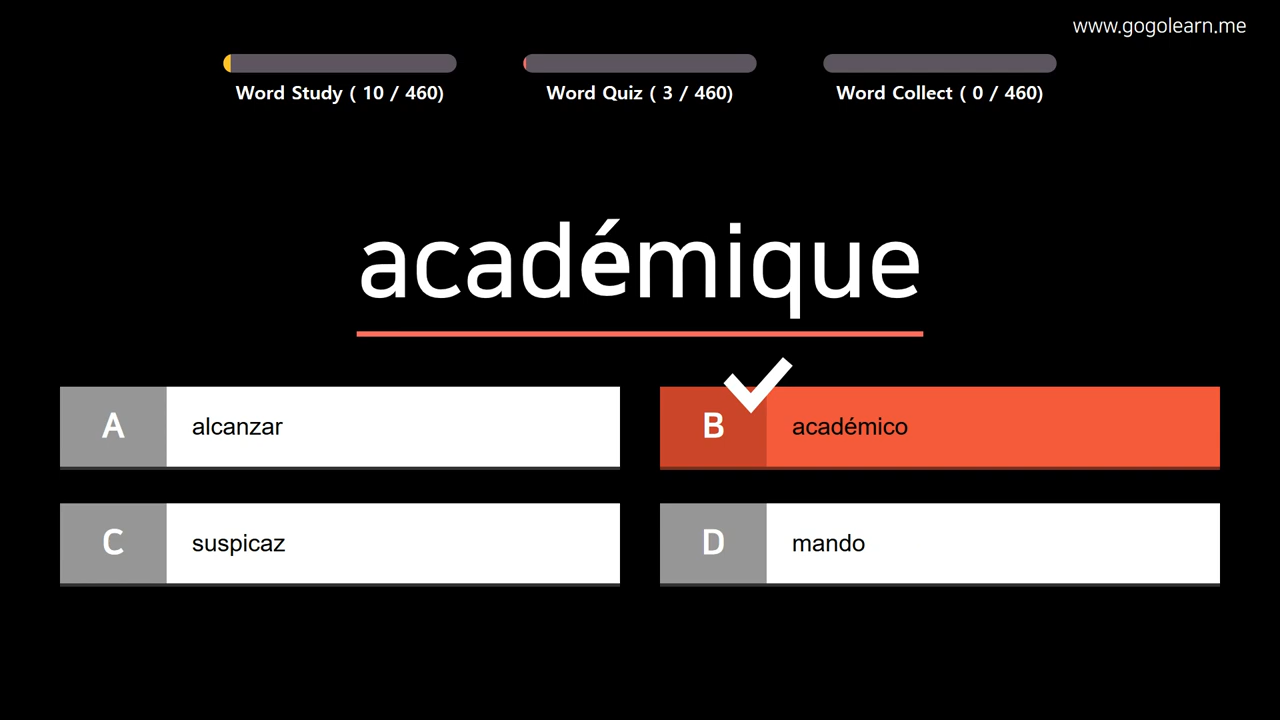 www.gogolearn.me
Word Study ( 10 / 460)
Word Quiz ( 3 / 460)
Word Collect ( 0 / 460)
académique
A alcanzar
B académico
C suspicaz
D mando